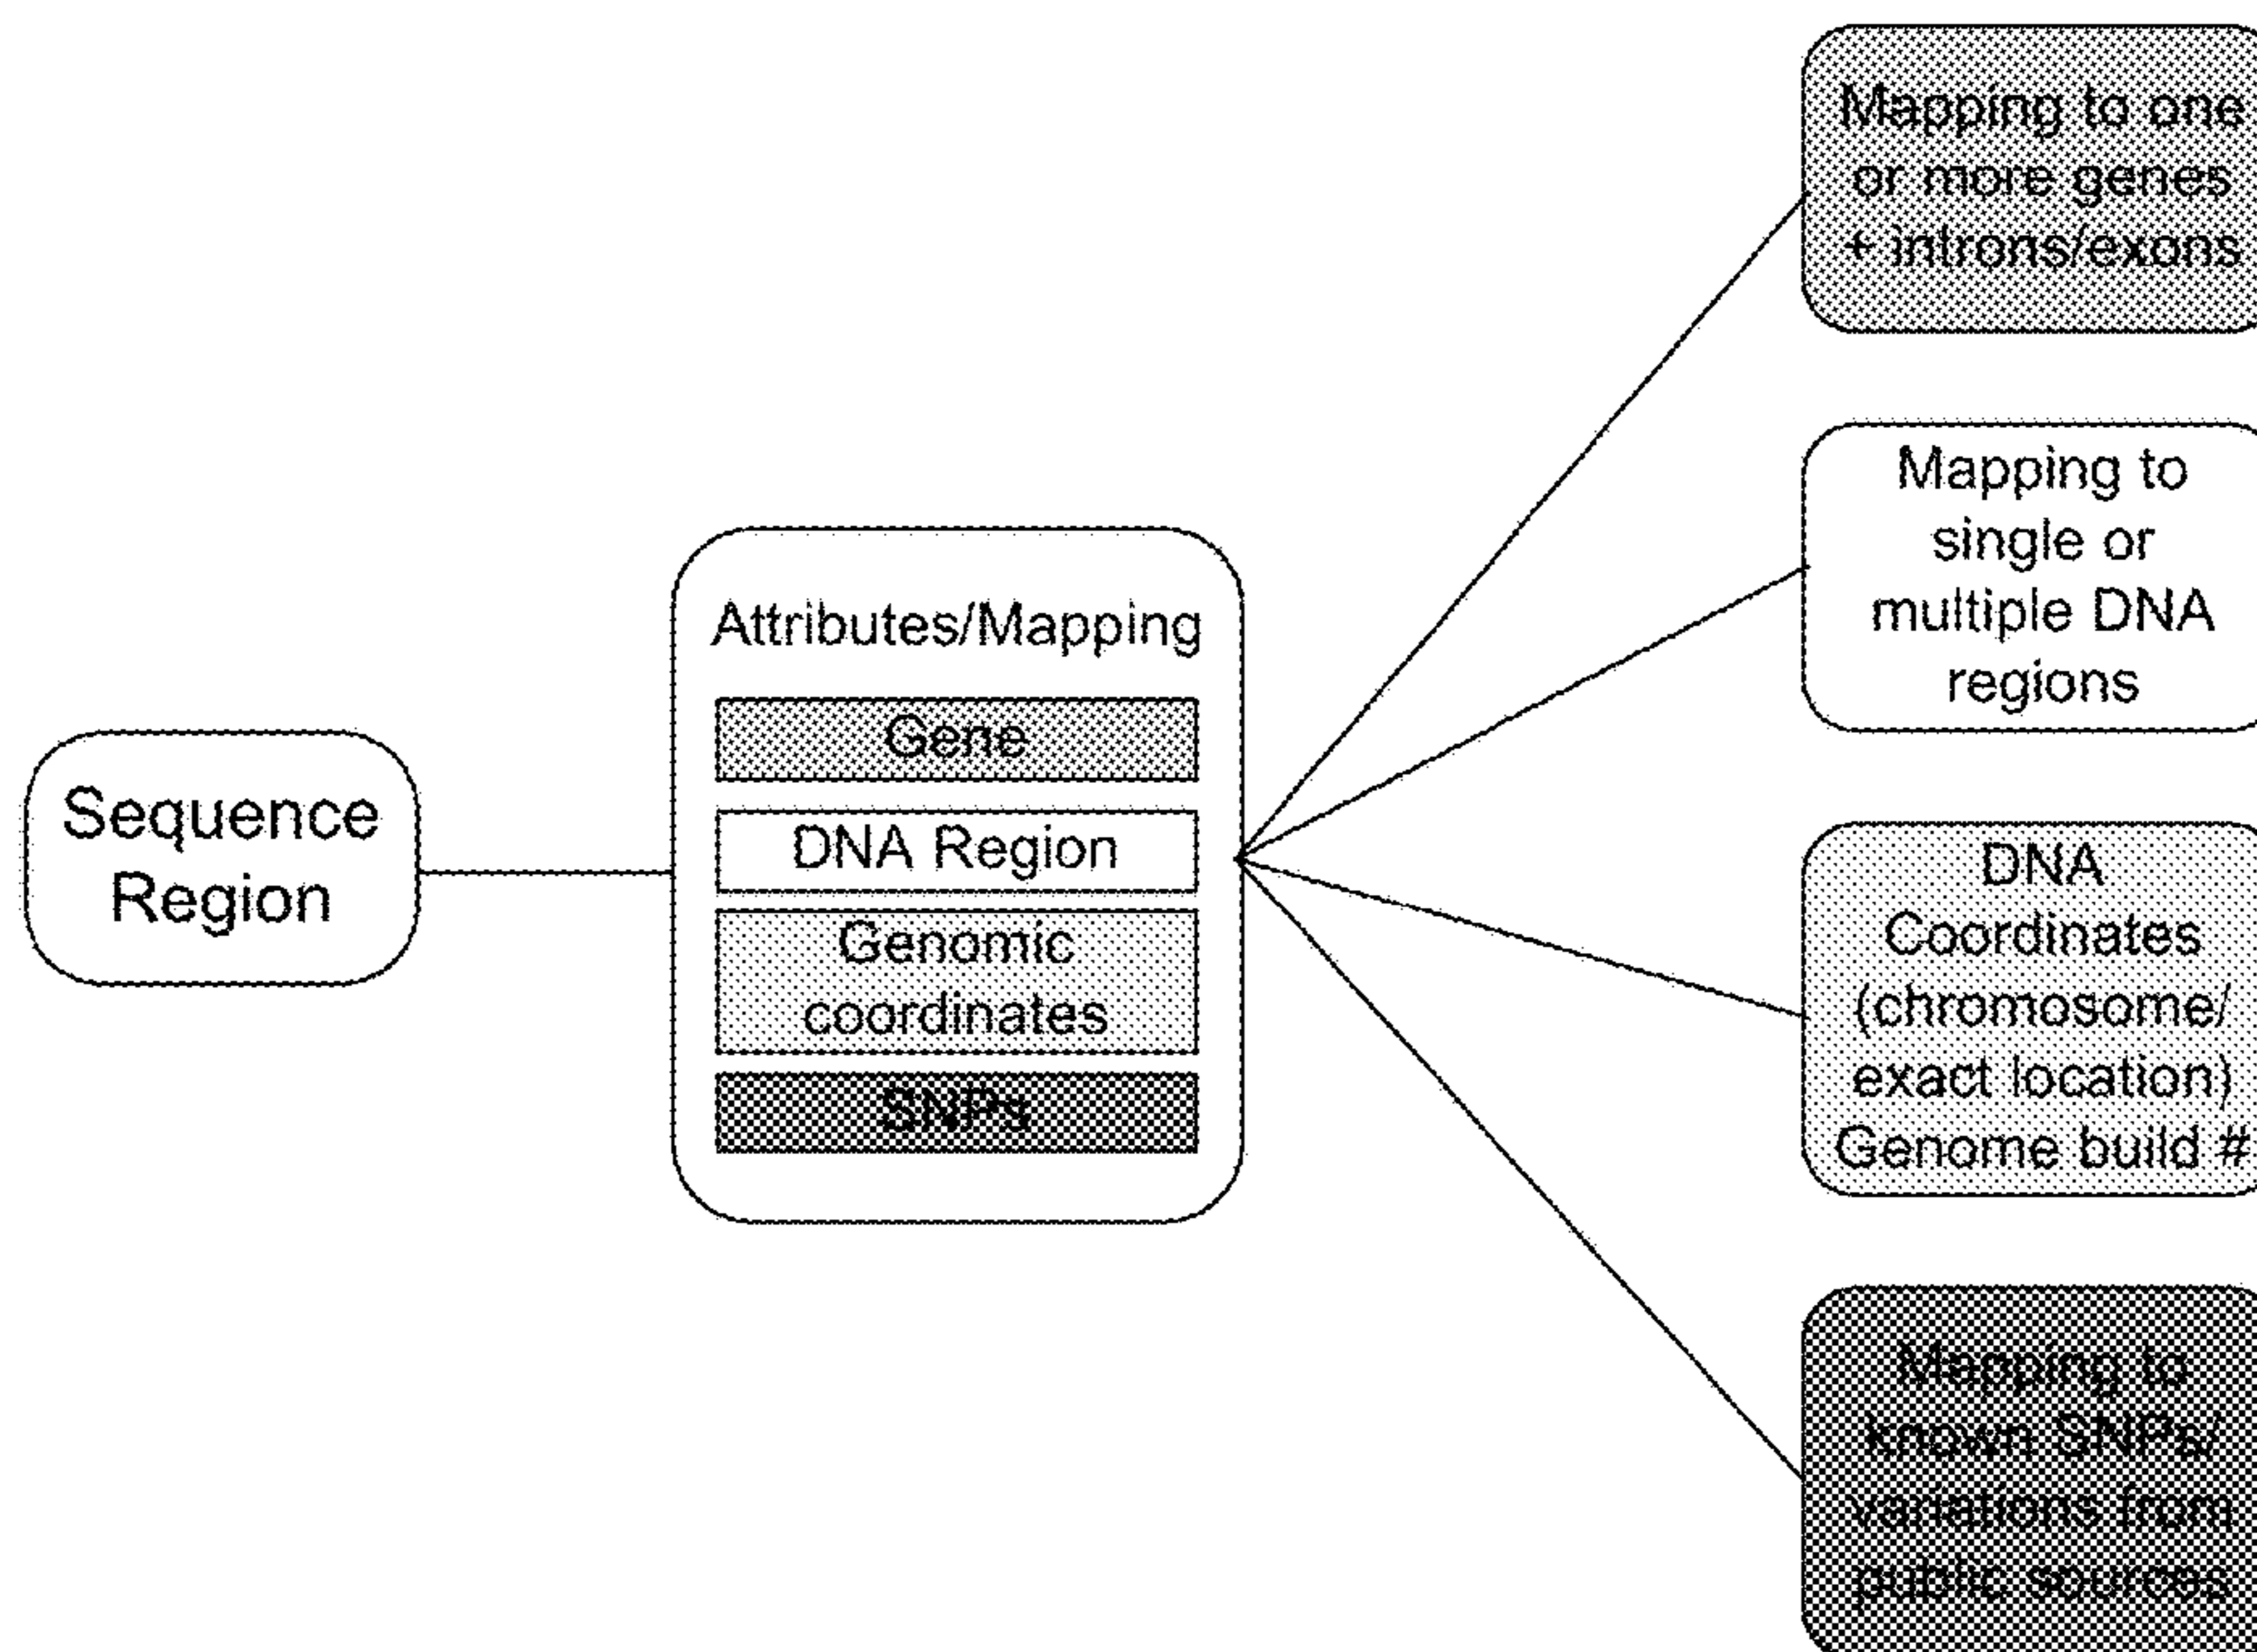 Sequence
Region
Attributes/Mapping
Gene
DNA Region
Genomic
coordinates
SNPs
Mapping to one
or more genes
+ introns/exons
Mapping to
single or
multiple DNA
regions
DNA
Coordinates
(chromosome/
exact location)
Genome build #
Mapping to
known SNPs/
variations from
public sources